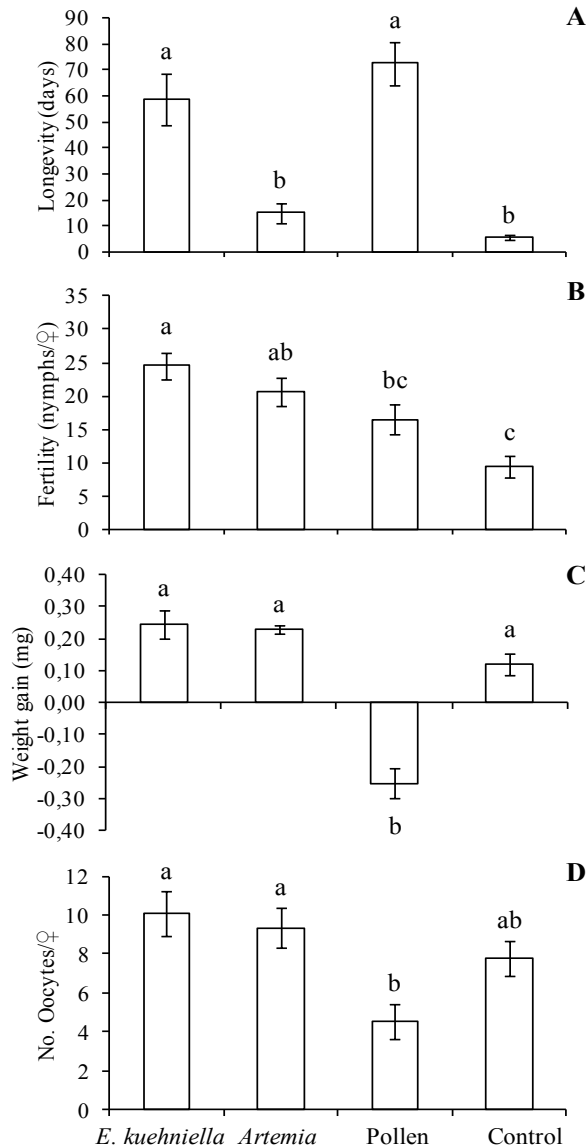 A
Longevity (days)
90
80
70
60
50
40
30
20
10
0
a
b
a
b
B
Fertility (nymphs/♀)
35
30
25
20
15
10
5
0
a
ab
bc
c
C
Weight gain (mg)
0,40
0,30
0,20
0,10
0,00
-0,10
-0,20
-0,30
-0,40
a
a
b
a
D
No. Oocytes/♀
12
10
8
6
4
2
0
a
a
b
ab
E. kuehniella Artemia Pollen Control